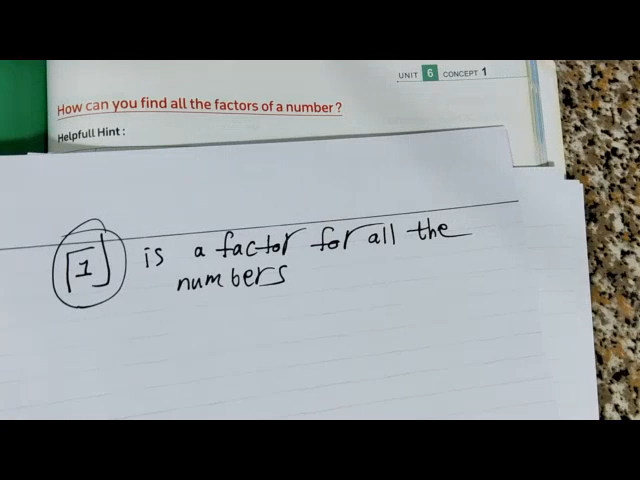 UNIT 6 CONCEPT 1
How can you find all the factors of a number?
Helpfull Hint :
1 is a factor for all the
numbers